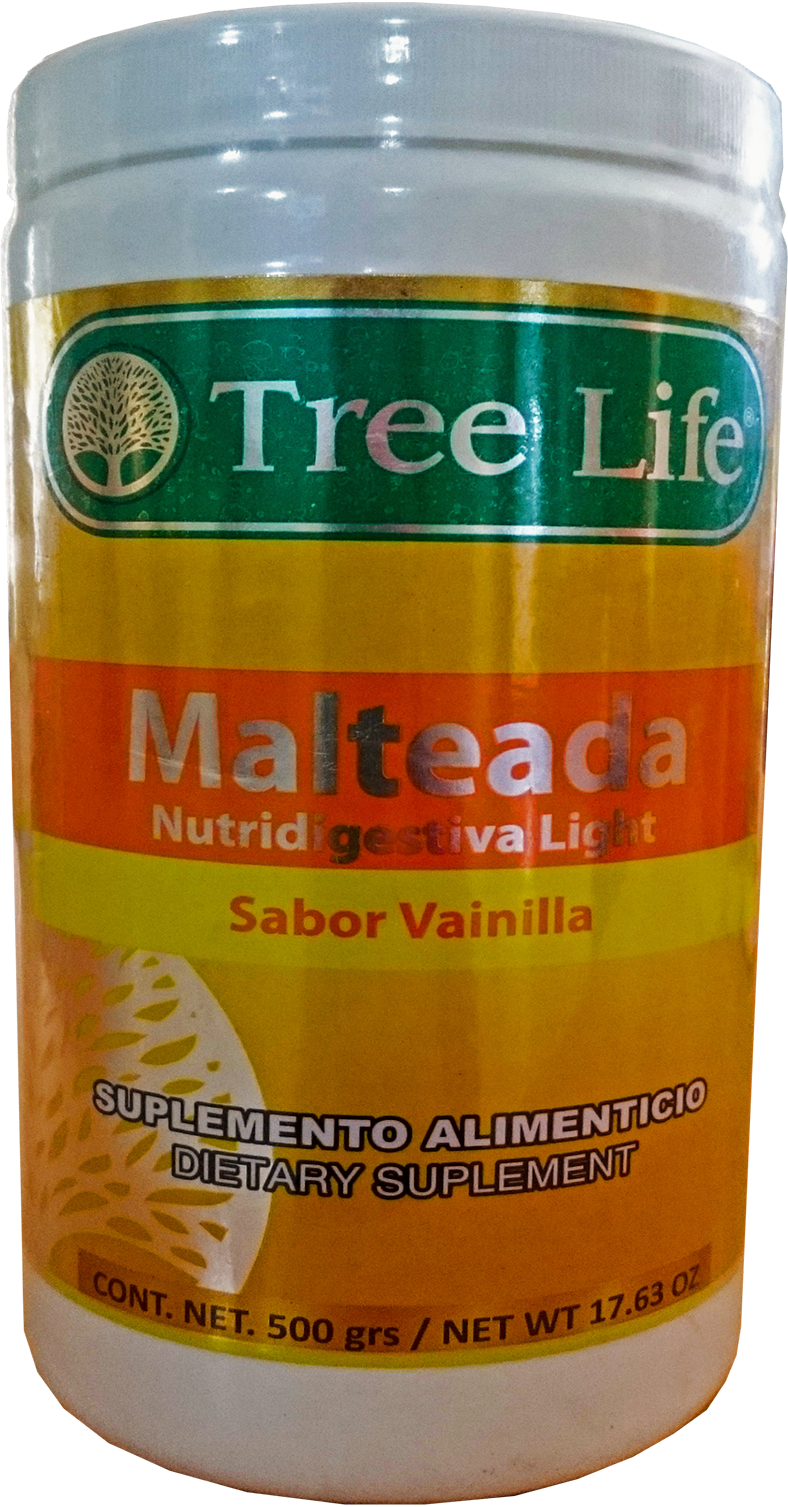 Tree Life®
Malteada
Nutridigestiva Light
Sabor Vainilla
SUPLEMENTO ALIMENTICIO
DIETARY SUPLEMENT
CONT. NET. 500 grs / NET WT 17.63 OZ